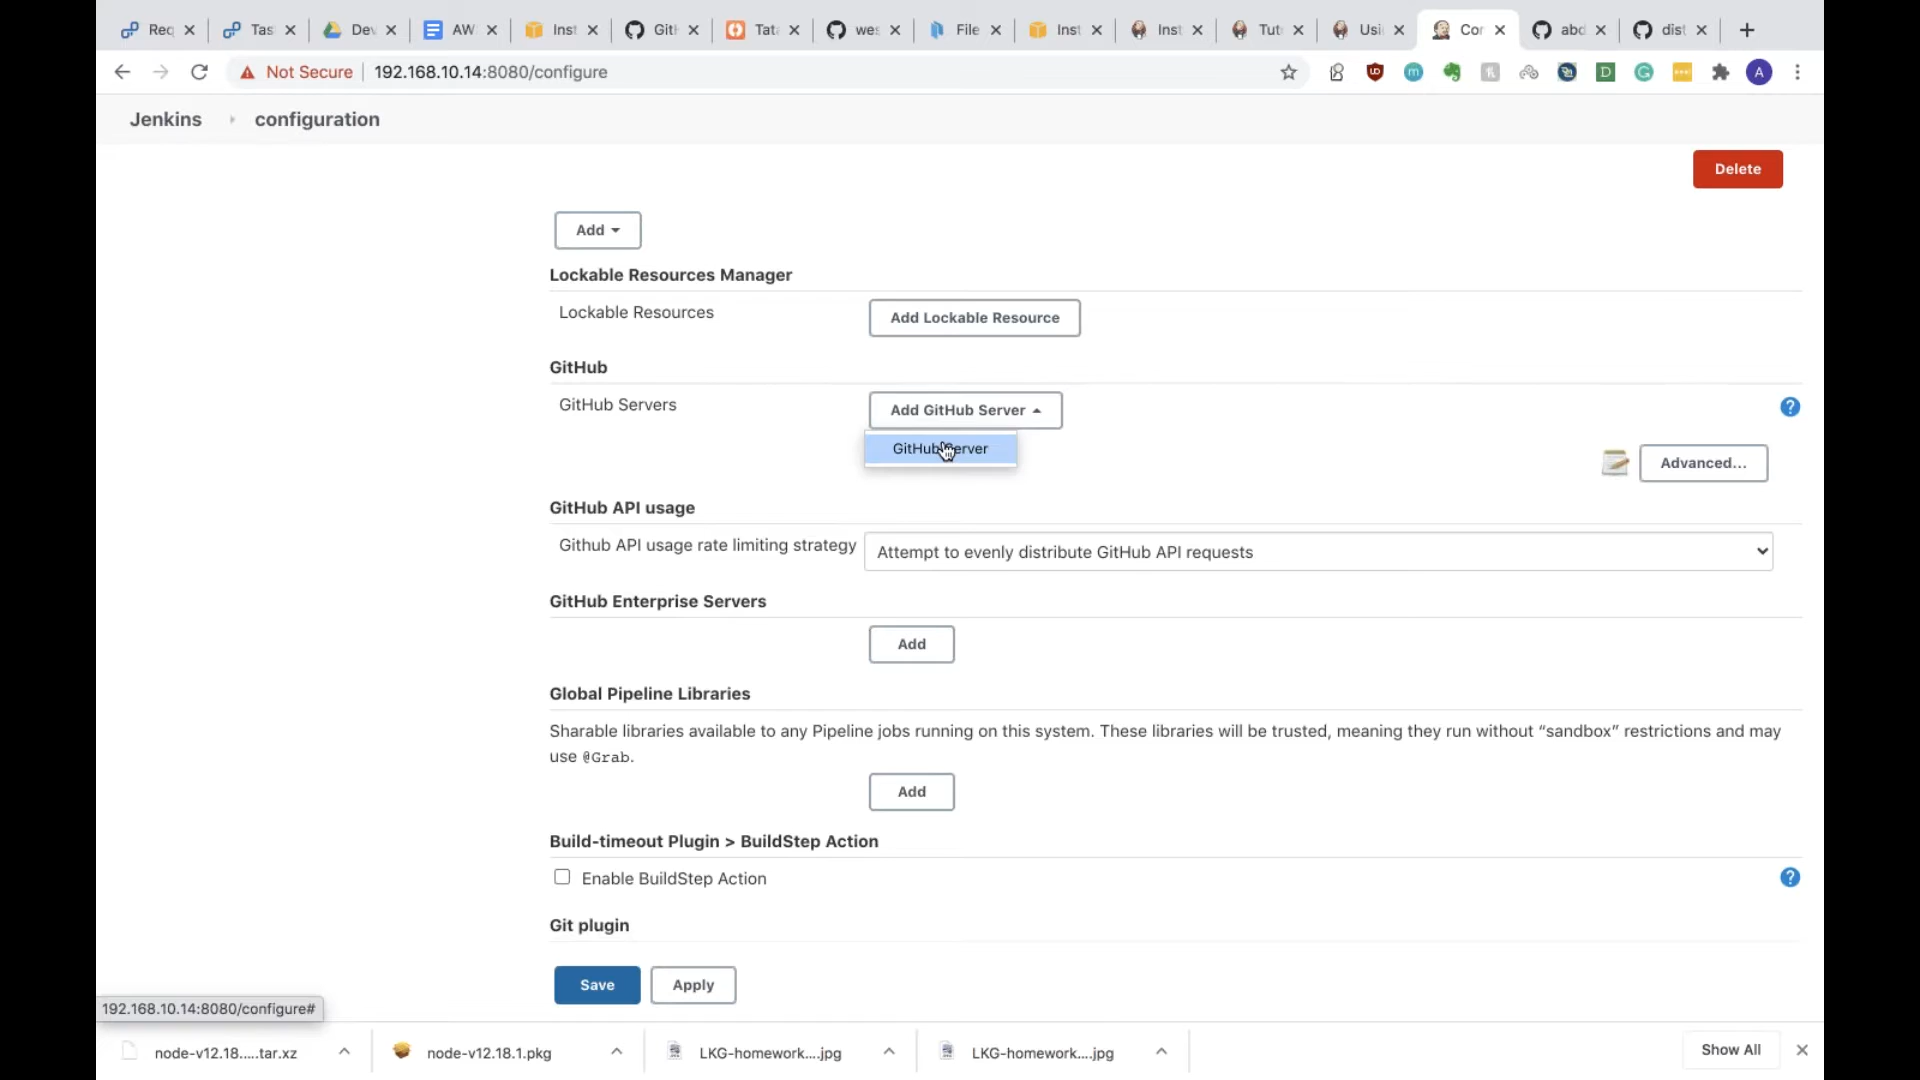 Req
Tas
Dev
AW
Inst
GitH
Tata
wes
File
Inst
Inst
Tuto
Usi
Con
abd
dist
Not Secure
192.168.10.14:8080/configure
A
Jenkins
configuration
Delete
Add
Lockable Resources Manager
Lockable Resources
Add Lockable Resource
GitHub
GitHub Servers
Add GitHub Server
?
GitHub Server
Advanced...
GitHub API usage
Github API usage rate limiting strategy
Attempt to evenly distribute GitHub API requests
GitHub Enterprise Servers
Add
Global Pipeline Libraries
Sharable libraries available to any Pipeline jobs running on this system. These libraries will be trusted, meaning they run without “sandbox” restrictions and may
use @Grab.
Add
Build-timeout Plugin > BuildStep Action
Enable BuildStep Action
?
Git plugin
Save
Apply
192.168.10.14:8080/configure#
node-v12.18.....tar.xz
node-v12.18.1.pkg
LKG-homework....jpg
LKG-homework....jpg
Show All